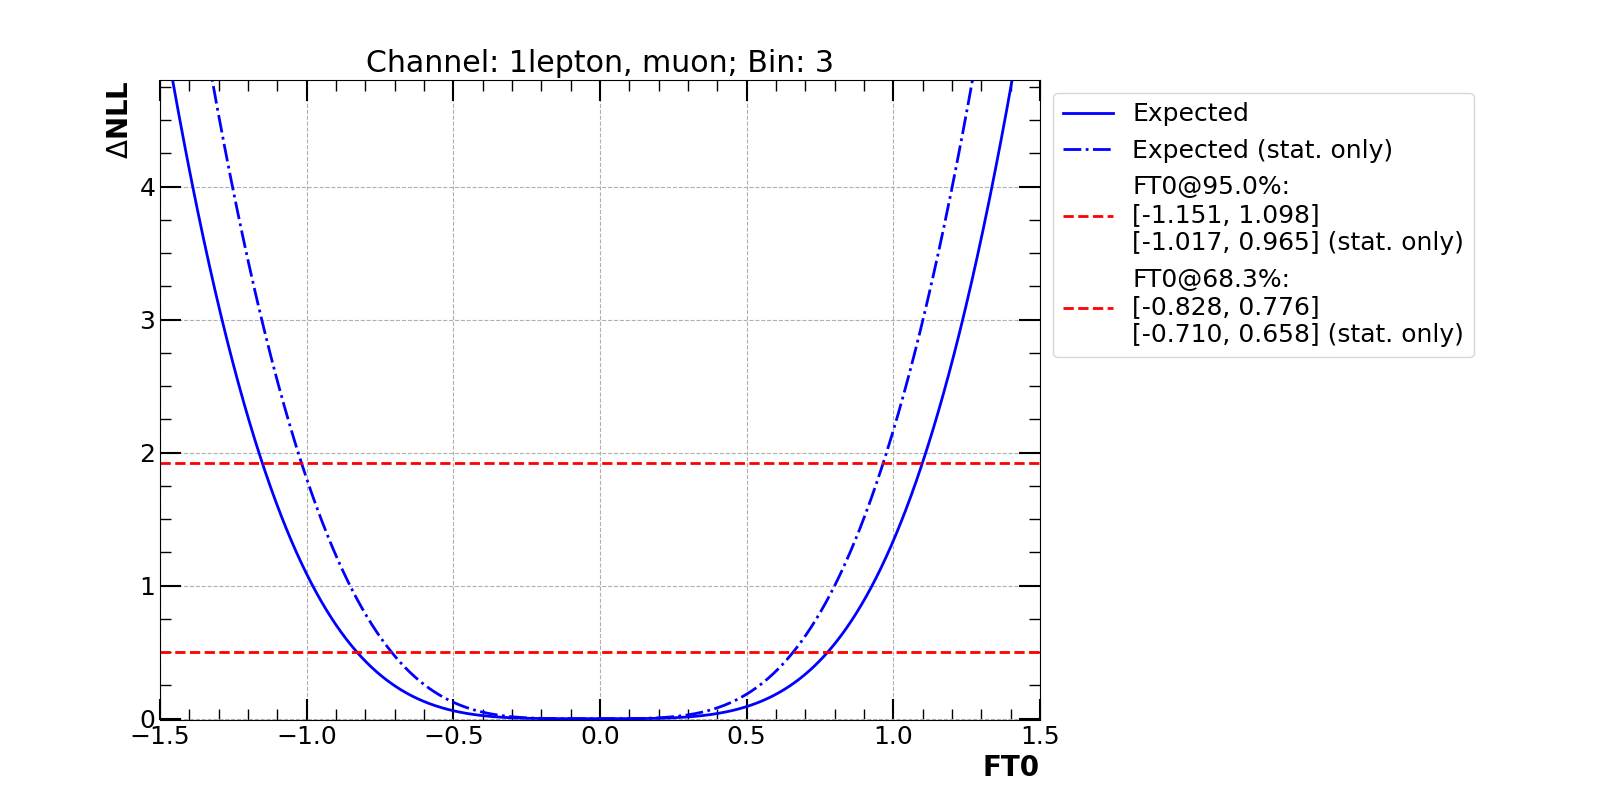 Channel: 1lepton, muon; Bin: 3
ΔNLL
4
3
2
1
0
−1.5
−1.0
−0.5
0.0
0.5
1.0
1.5
FT0
Expected
Expected (stat. only)
FT0@95.0%:
[-1.151, 1.098]
[-1.017, 0.965] (stat. only)
FT0@68.3%:
[-0.828, 0.776]
[-0.710, 0.658] (stat. only)